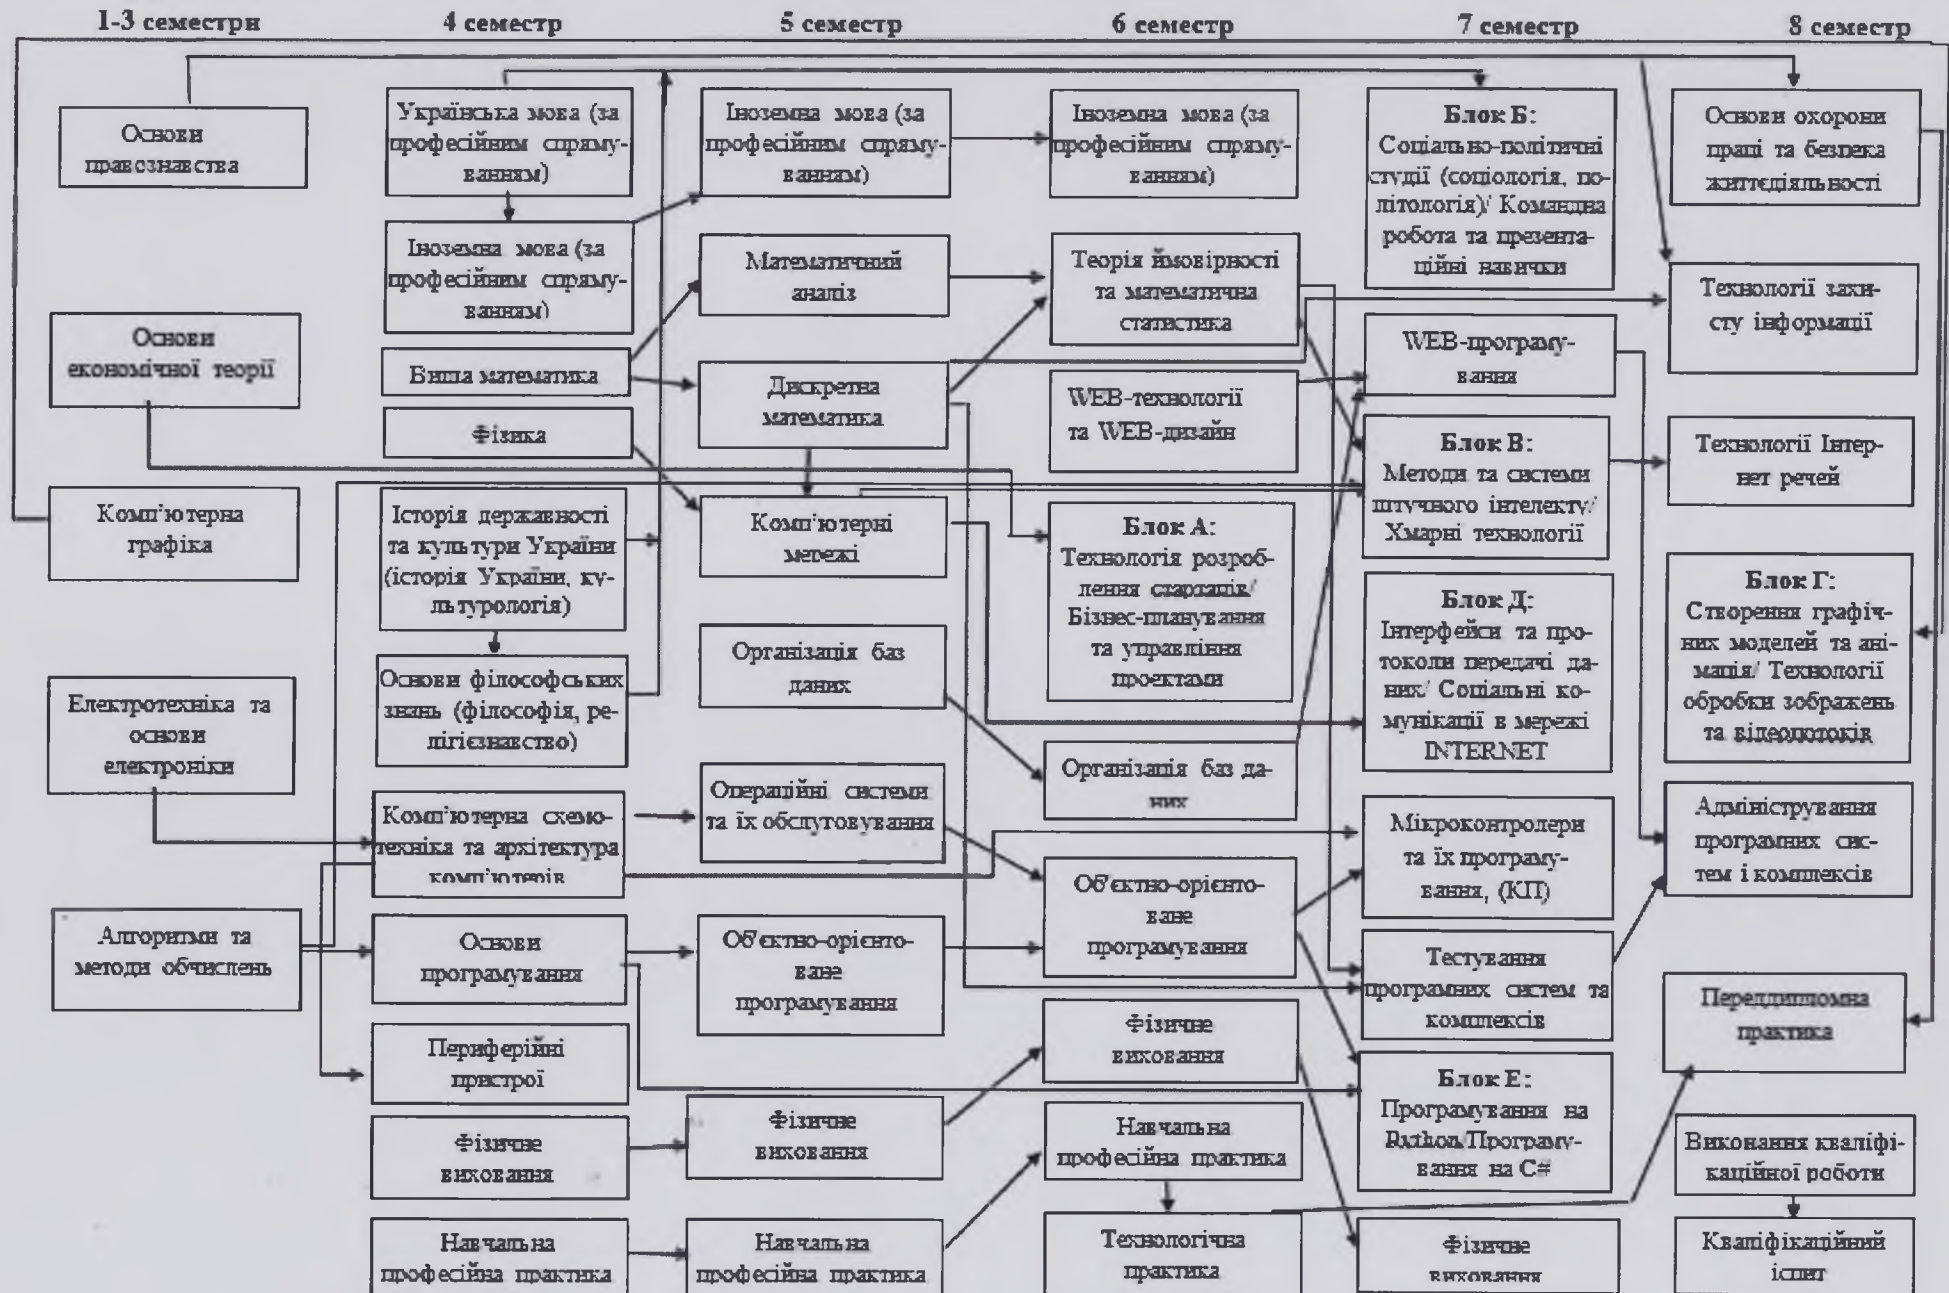 1-3 семестри
4 семестр
5 семестр
6 семестр
7 семестр
8 семестр
Основи
правознавства
Основи
економічної теорії
Комп'ютерна
графіка
Електротехніка та
основи
електроніки
Алгоритми та
методи обчислень
Українська мова (за
професійним спряму-
ванням)
Іноземна мова (за
професійним спряму-
ванням)
Вища математика
Фізика
Історія державності
та культури України
(історія України, ку-
льтурологія)
Основи філософських
знань (філософія, ре-
лігієзнавство)
Комп'ютерна схемо-
техніка та архітектура
комп'ютерів
Основи
програмування
Периферійні
пристрої
Фізичне
виховання
Навчальна
професійна практика
Іноземна мова (за
професійним спряму-
ванням)
Математичний
аналіз
Дискретна
математика
Комп'ютерні
мережі
Організація баз
даних
Операційні системи
та їх обслуговування
Об'єктно-орієнто-
ване
програмування
Фізичне
виховання
Навчальна
професійна практика
Іноземна мова (за
професійним спряму-
ванням)
Теорія ймовірності
та математична
статистика
WEB-технології
та WEB-дизайн
Блок А:
Технологія розроб-
лення стартапів/
Бізнес-планування
та управління
проектами
Організація баз да-
них
Об'єктно-орієнто-
ване
програмування
Фізичне
виховання
Навчальна
професійна практика
Технологічна
практика
Блок Б:
Соціально-політичні
студії (соціологія, по-
літологія)/ Командна
робота та презента-
ційні навички
WEB-програму-
вання
Блок В:
Методи та системи
штучного інтелекту/
Хмарні технології
Блок Д:
Інтерфейси та про-
токоли передачі да-
них/ Соціальні ко-
мунікації в мережі
INTERNET
Мікроконтролери
та їх програму-
вання, (КП)
Тестування
програмних систем та
комплексів
Блок Е:
Програмування на
Python/Програму-
вання на C#
Фізичне
виховання
Основи охорони
праці та безпека
життєдіяльності
Технології захи-
сту інформації
Технології Інтер-
нет речей
Блок Г:
Створення графіч-
них моделей та ані-
мація/ Технології
обробки зображень
та відеопотоків
Адміністрування
програмних сис-
тем і комплексів
Переддипломна
практика
Виконання кваліфі-
каційної роботи
Кваліфікаційний
іспит